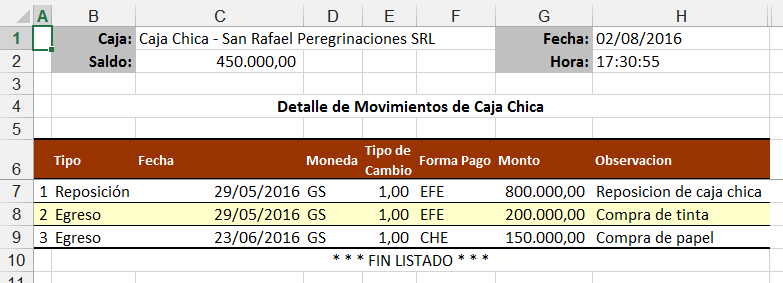 A B C D E F G H
1 Caja: Caja Chica - San Rafael Peregrinaciones SRL Fecha: 02/08/2016
2 Saldo: 450.000,00 Hora: 17:30:55
3
4 Detalle de Movimientos de Caja Chica
5
6 Tipo Fecha Moneda Tipo de Cambio Forma Pago Monto Observacion
7 1 Reposición 29/05/2016 GS 1,00 EFE 800.000,00 Reposicion de caja chica
8 2 Egreso 29/05/2016 GS 1,00 EFE 200.000,00 Compra de tinta
9 3 Egreso 23/06/2016 GS 1,00 CHE 150.000,00 Compra de papel
10 * * * FIN LISTADO * * *
11